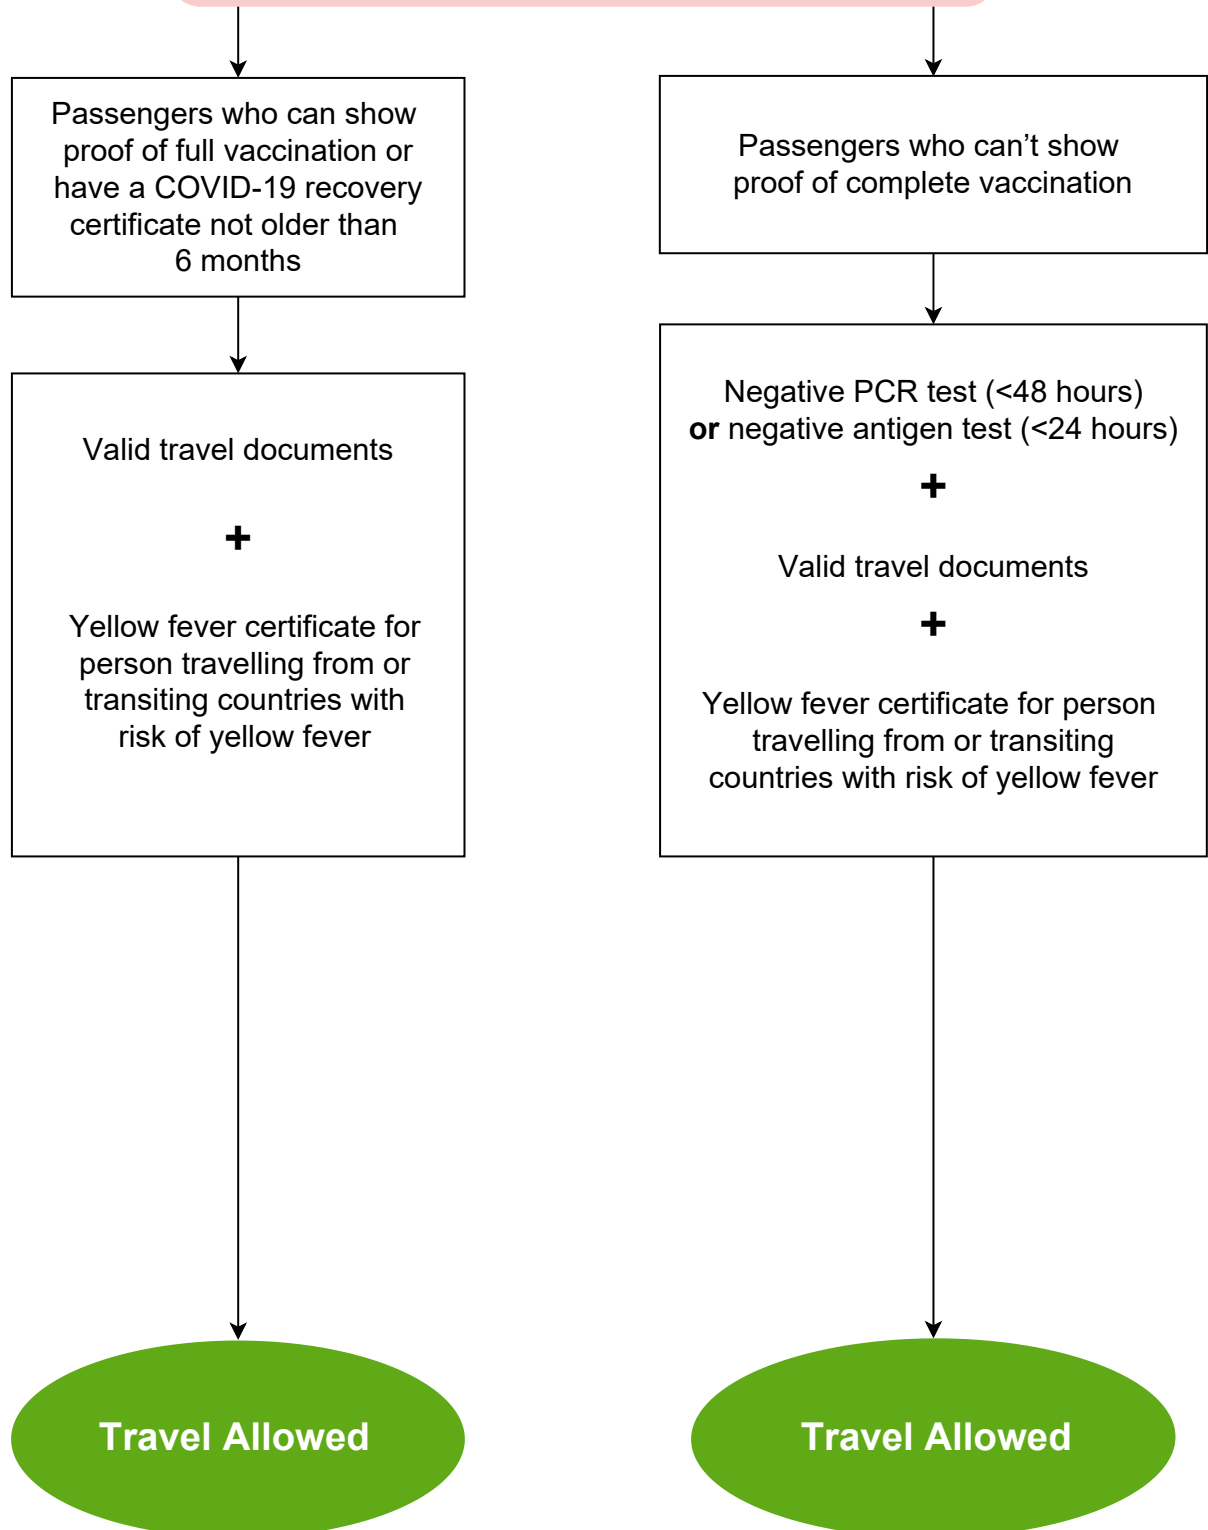 Passengers who can show
proof of full vaccination or
have a COVID-19 recovery
certificate not older than
6 months
Valid travel documents
+
Yellow fever certificate for
person travelling from or
transiting countries with
risk of yellow fever
Travel Allowed
Passengers who can’t show
proof of complete vaccination
Negative PCR test (<48 hours)
or negative antigen test (<24 hours)
+
Valid travel documents
+
Yellow fever certificate for person
travelling from or transiting
countries with risk of yellow fever
Travel Allowed